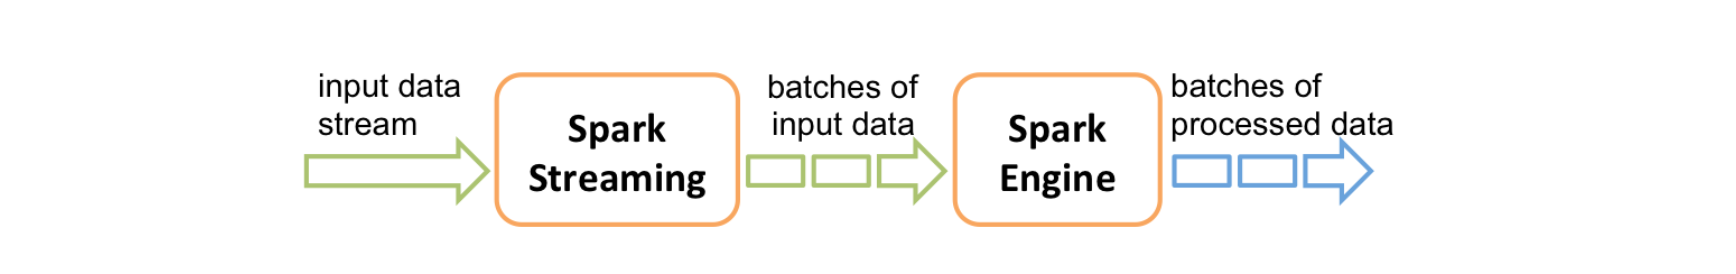 input data
stream
Spark
Streaming
batches of
input data
Spark
Engine
batches of
processed data